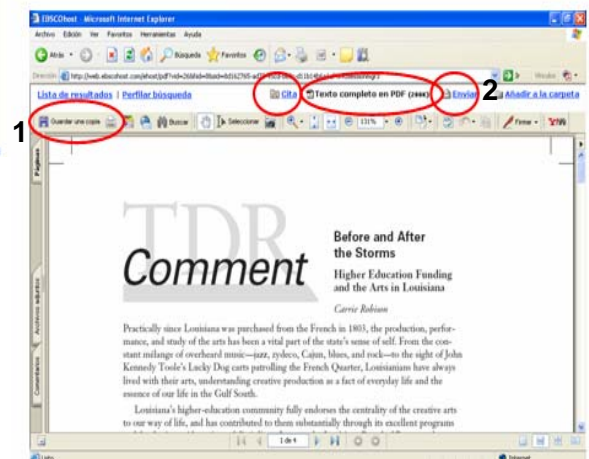 EBSCOhost - Microsoft Internet Explorer
Archivo Edición Ver Favoritos Herramientas Ayuda
Atrás Búsqueda Favoritos
Dirección Vínculos
Lista de resultados | Perfilar búsqueda Cita Texto completo en PDF Enviar 2 Añadir a la carpeta
1 Guardar una copia Buscar Seleccionar 131% Firmar
Páginas
Archivos adjuntos
Comentarios
TDR
Comment
Before and After
the Storms
Higher Education Funding
and the Arts in Louisiana
Carrie Robison
Practically since Louisiana was purchased from the French in 1803, the production, perfor-
mance, and study of the arts has been a vital part of the state's sense of self. From the con-
stant mélange of overheard music—jazz, zydeco, Cajun, blues, and rock—to the sight of John
Kennedy Toole's Lucky Dog carts patrolling the French Quarter, Louisianians have always
lived with their arts, understanding creative production as a fact of everyday life and the
essence of our life in the Gulf South.
Louisiana's higher-education community fully endorses the centrality of the creative arts
to our way of life, and has contributed to them substantially through its excellent programs
1 de 4
Listo Internet